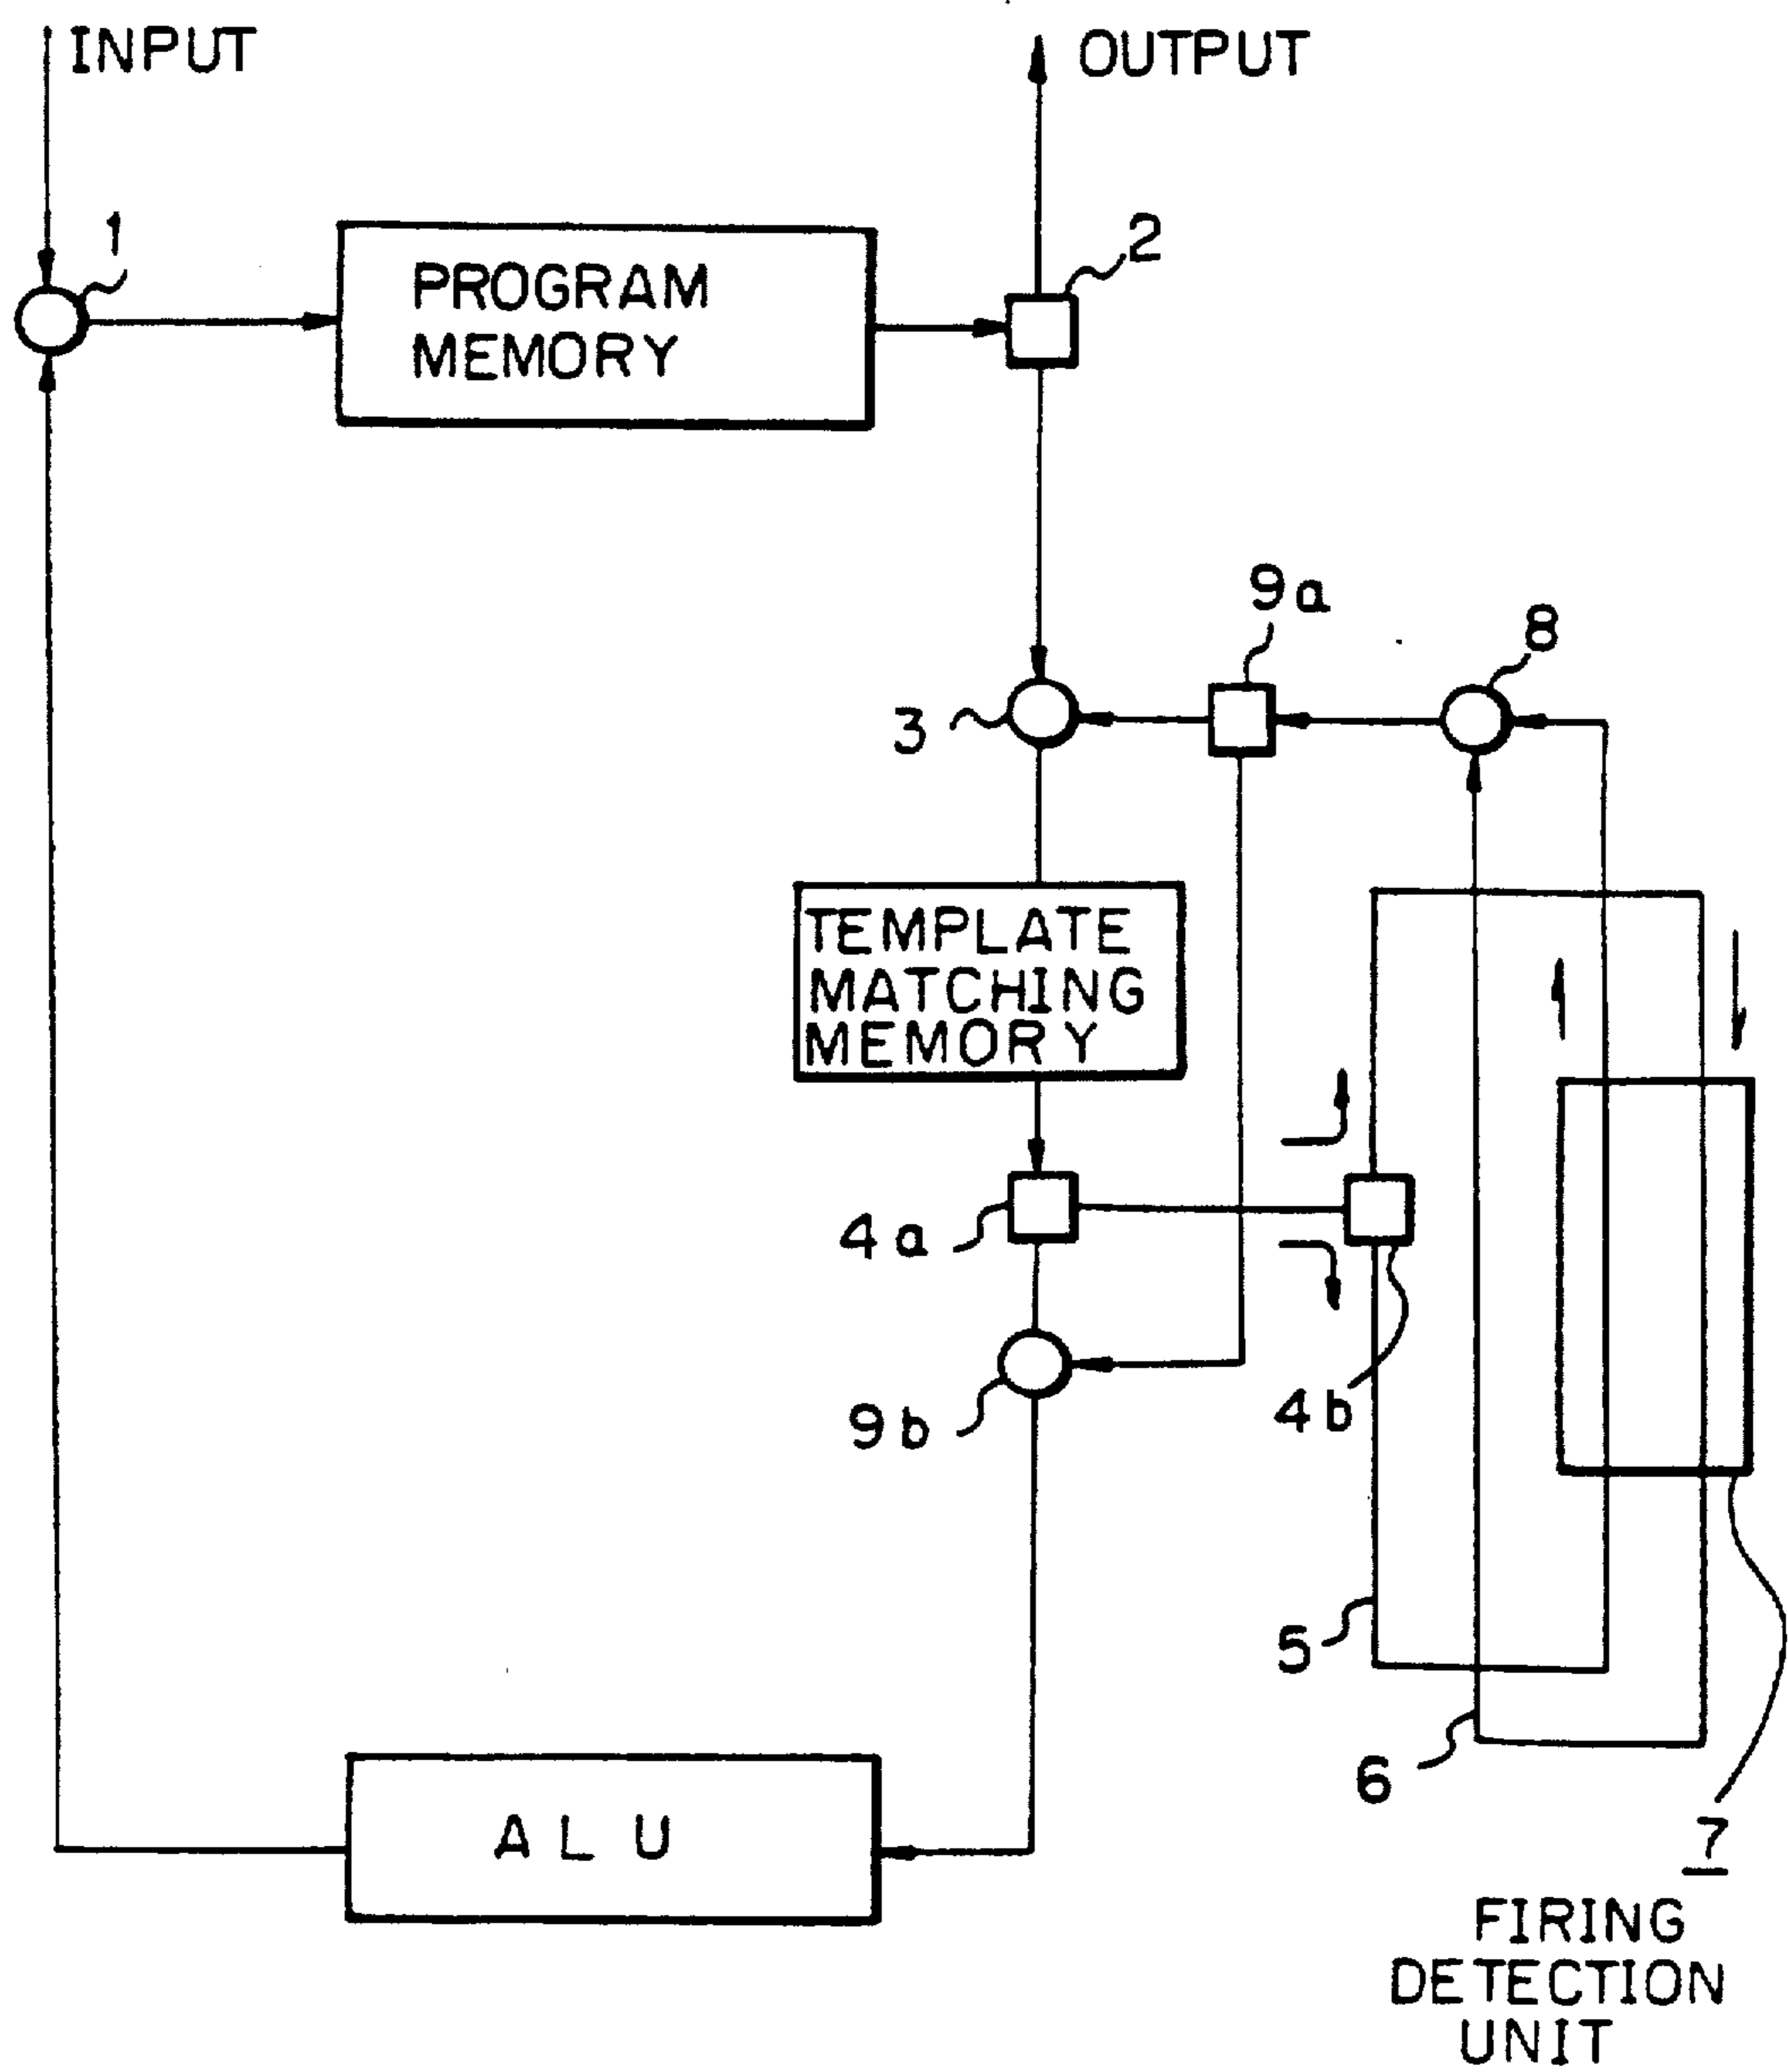 INPUT
OUTPUT
1
2
PROGRAM
MEMORY
9a
8
3
TEMPLATE
MATCHING
MEMORY
4a
4b
9b
5
6
ALU
7
FIRING
DETECTION
UNIT